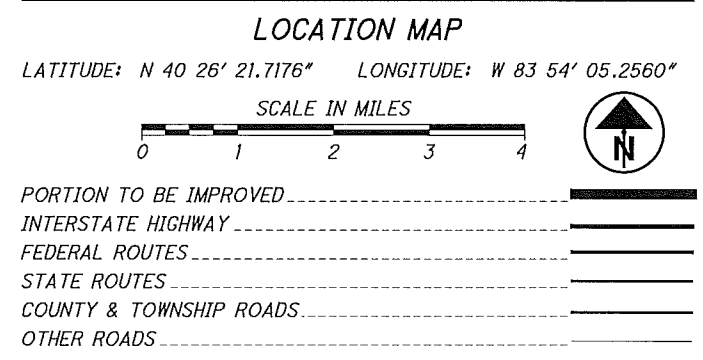 LOCATION MAP
LATITUDE: N 40 26' 21.7176" LONGITUDE: W 83 54' 05.2560"
SCALE IN MILES
0 1 2 3 4
N
PORTION TO BE IMPROVED
INTERSTATE HIGHWAY
FEDERAL ROUTES
STATE ROUTES
COUNTY & TOWNSHIP ROADS
OTHER ROADS